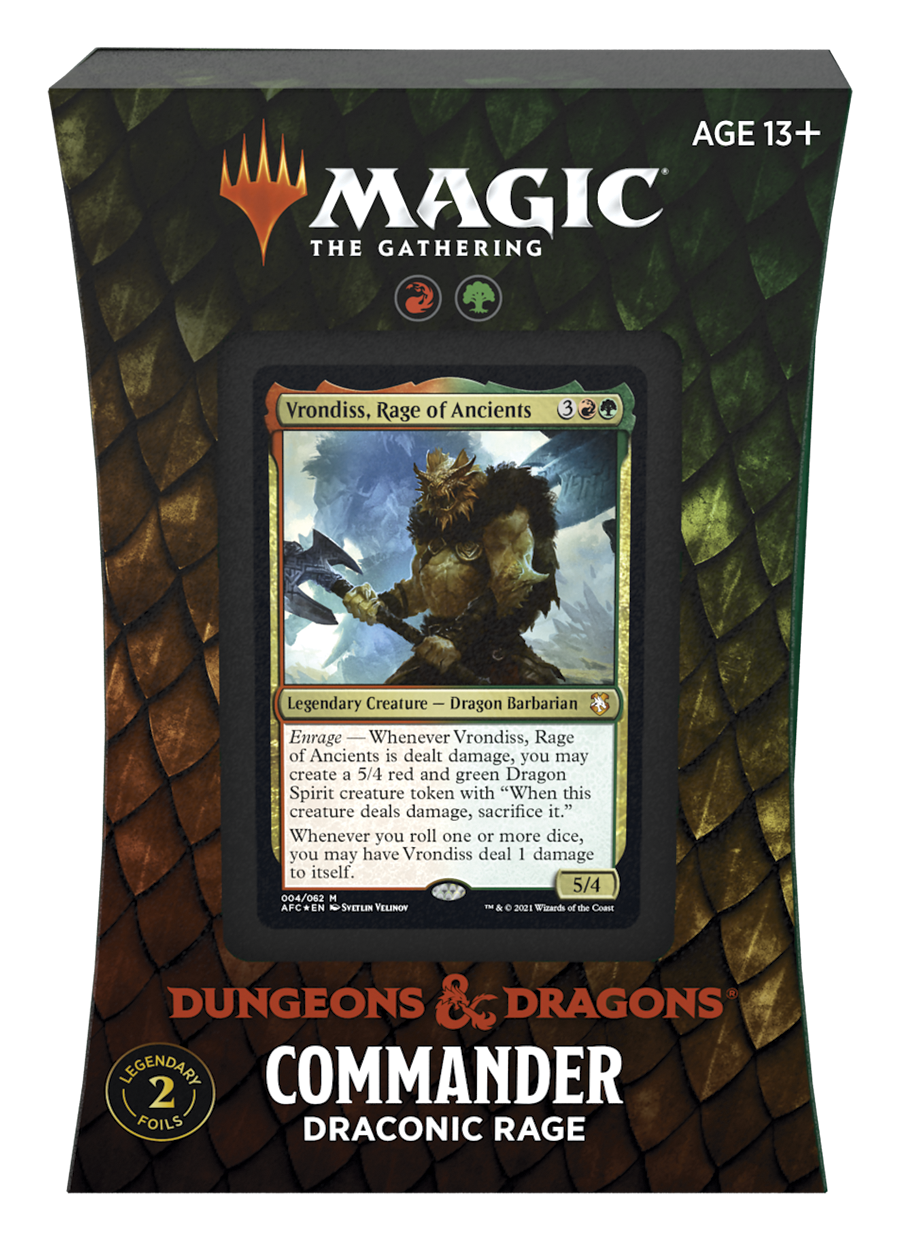 AGE 13+
MAGIC®
THE GATHERING
Vrondiss, Rage of Ancients 3
Legendary Creature — Dragon Barbarian
Enrage — Whenever Vrondiss, Rage
of Ancients is dealt damage, you may
create a 5/4 red and green Dragon
Spirit creature token with “When this
creature deals damage, sacrifice it.”
Whenever you roll one or more dice,
you may have Vrondiss deal 1 damage
to itself.
5/4
004/062 M
AFC★EN Svetlin Velinov
™ & © 2021 Wizards of the Coast
DUNGEONS & DRAGONS®
COMMANDER
DRACONIC RAGE
LEGENDARY
2
FOILS